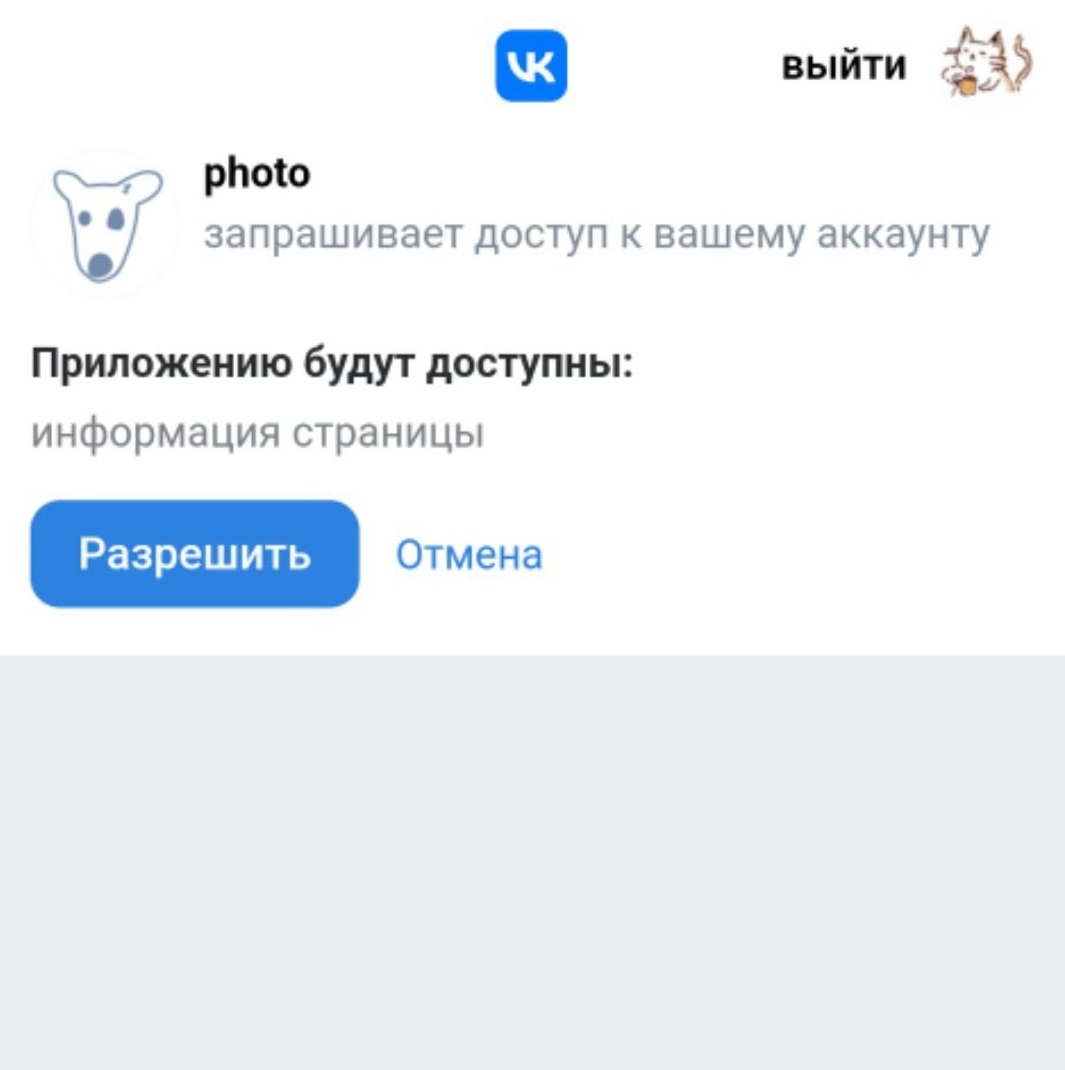 VK
выйти
photo
запрашивает доступ к вашему аккаунту
Приложению будут доступны:
информация страницы
Разрешить Отмена